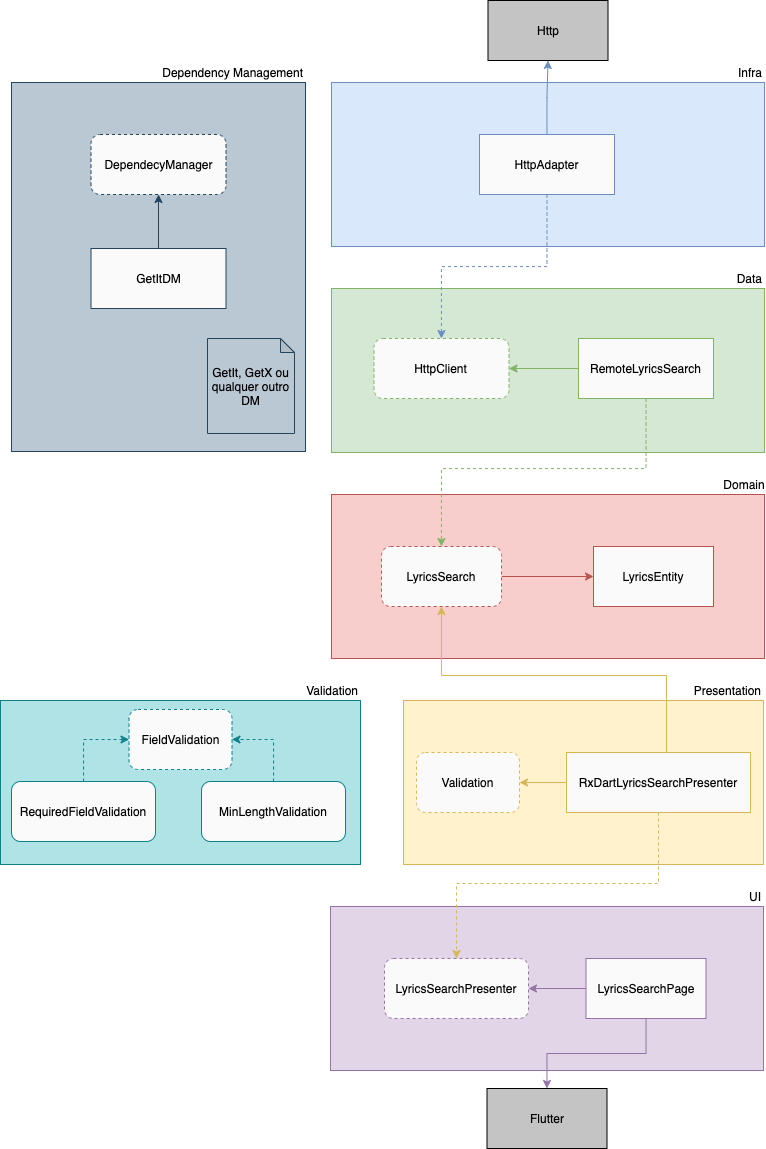 Http
Dependency Management
Infra
DependecyManager
HttpAdapter
GetItDM
Data
GetIt, GetX ou
qualquer outro
DM
HttpClient
RemoteLyricsSearch
Domain
LyricsSearch
LyricsEntity
Validation
Presentation
FieldValidation
Validation
RxDartLyricsSearchPresenter
RequiredFieldValidation
MinLengthValidation
UI
LyricsSearchPresenter
LyricsSearchPage
Flutter